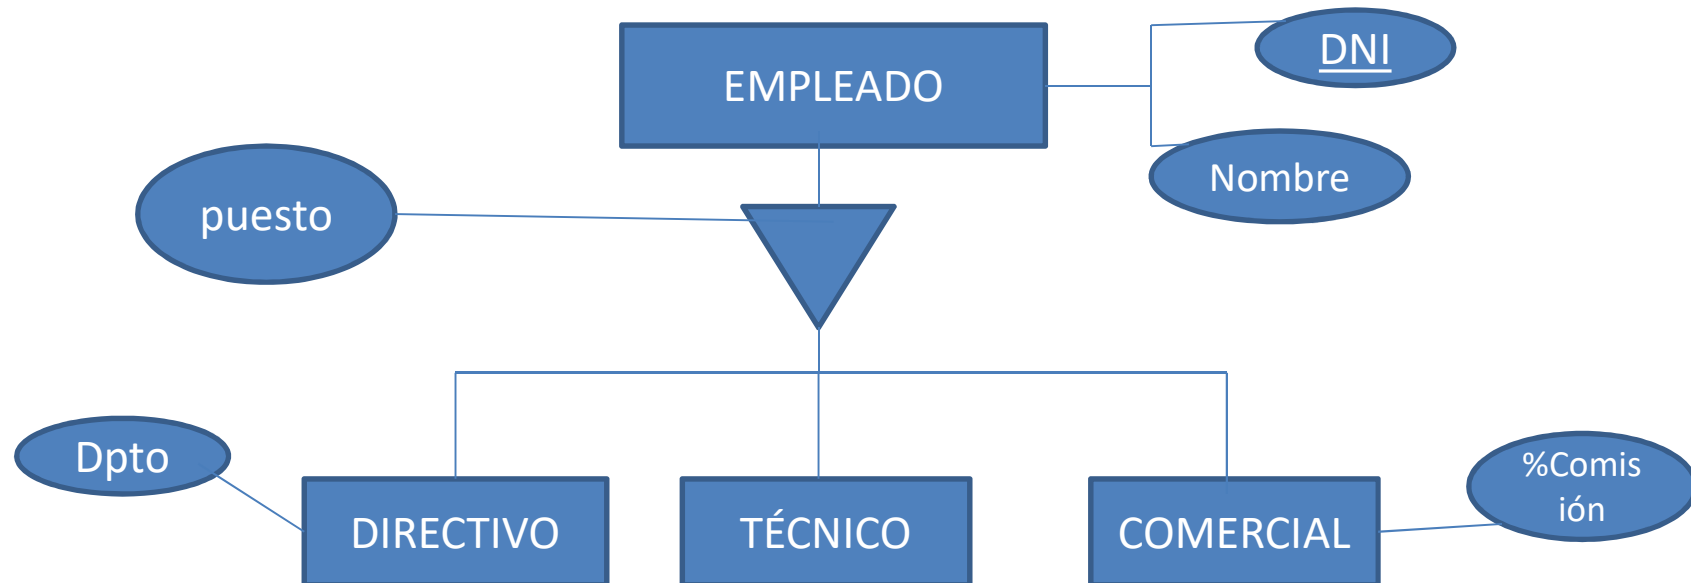 EMPLEADO
DNI
Nombre
puesto
Dpto
DIRECTIVO
TÉCNICO
COMERCIAL
%Comis
ión